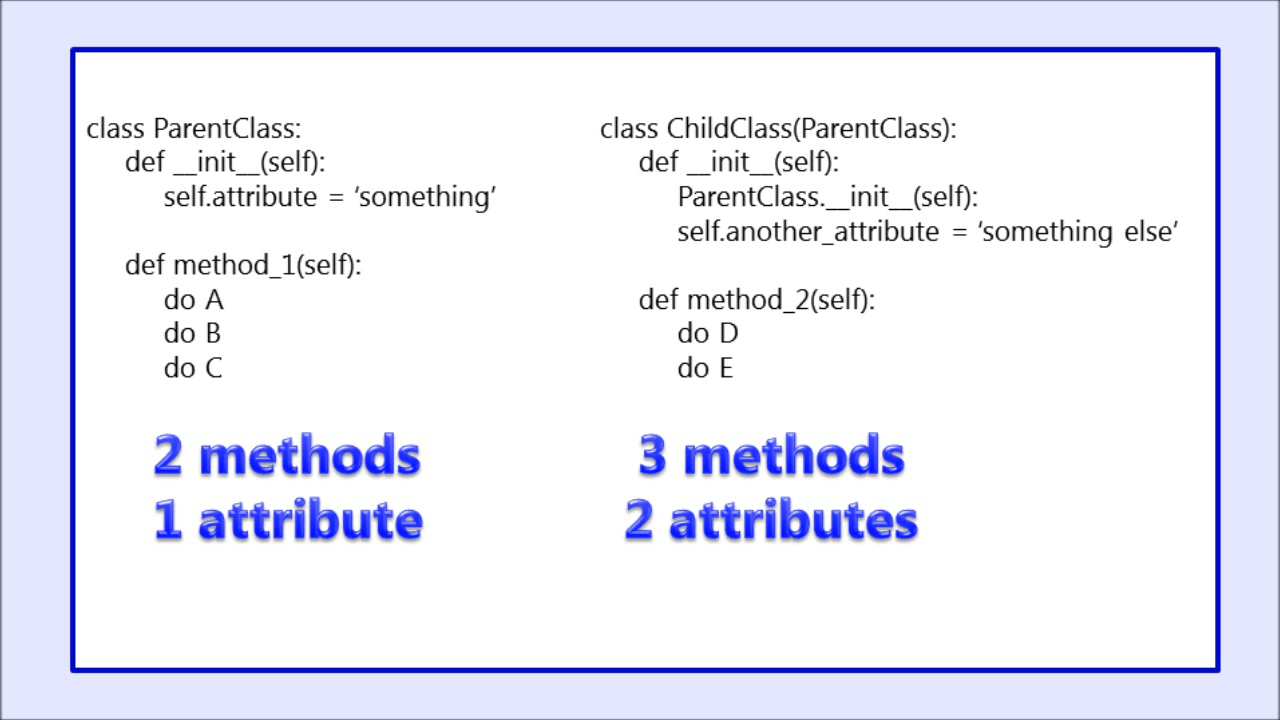 class ParentClass:
def __init__(self):
self.attribute = ‘something’
def method_1(self):
do A
do B
do C
2 methods
1 attribute
class ChildClass(ParentClass):
def __init__(self):
ParentClass.__init__(self):
self.another_attribute = ‘something else’
def method_2(self):
do D
do E
3 methods
2 attributes